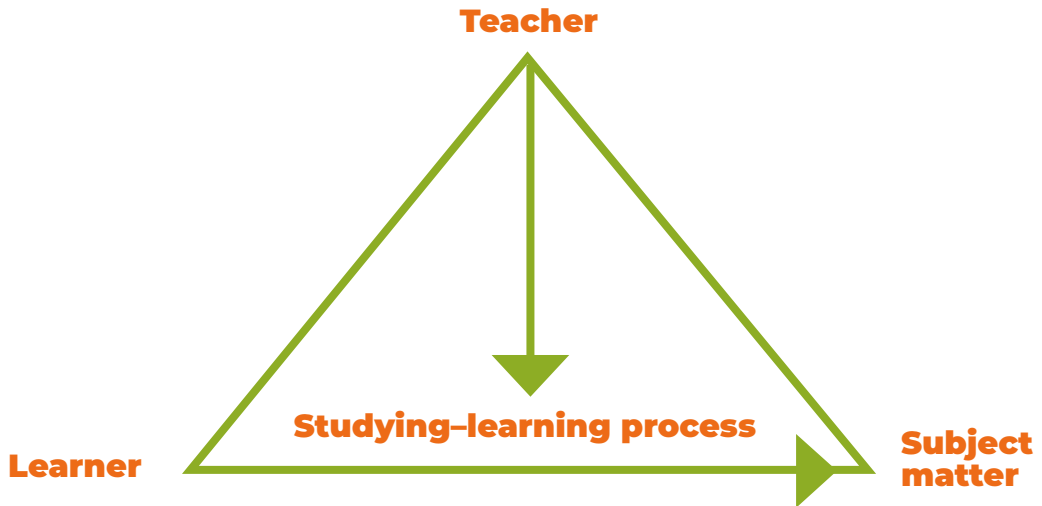 Teacher
Studying–learning process
Learner
Subject
matter